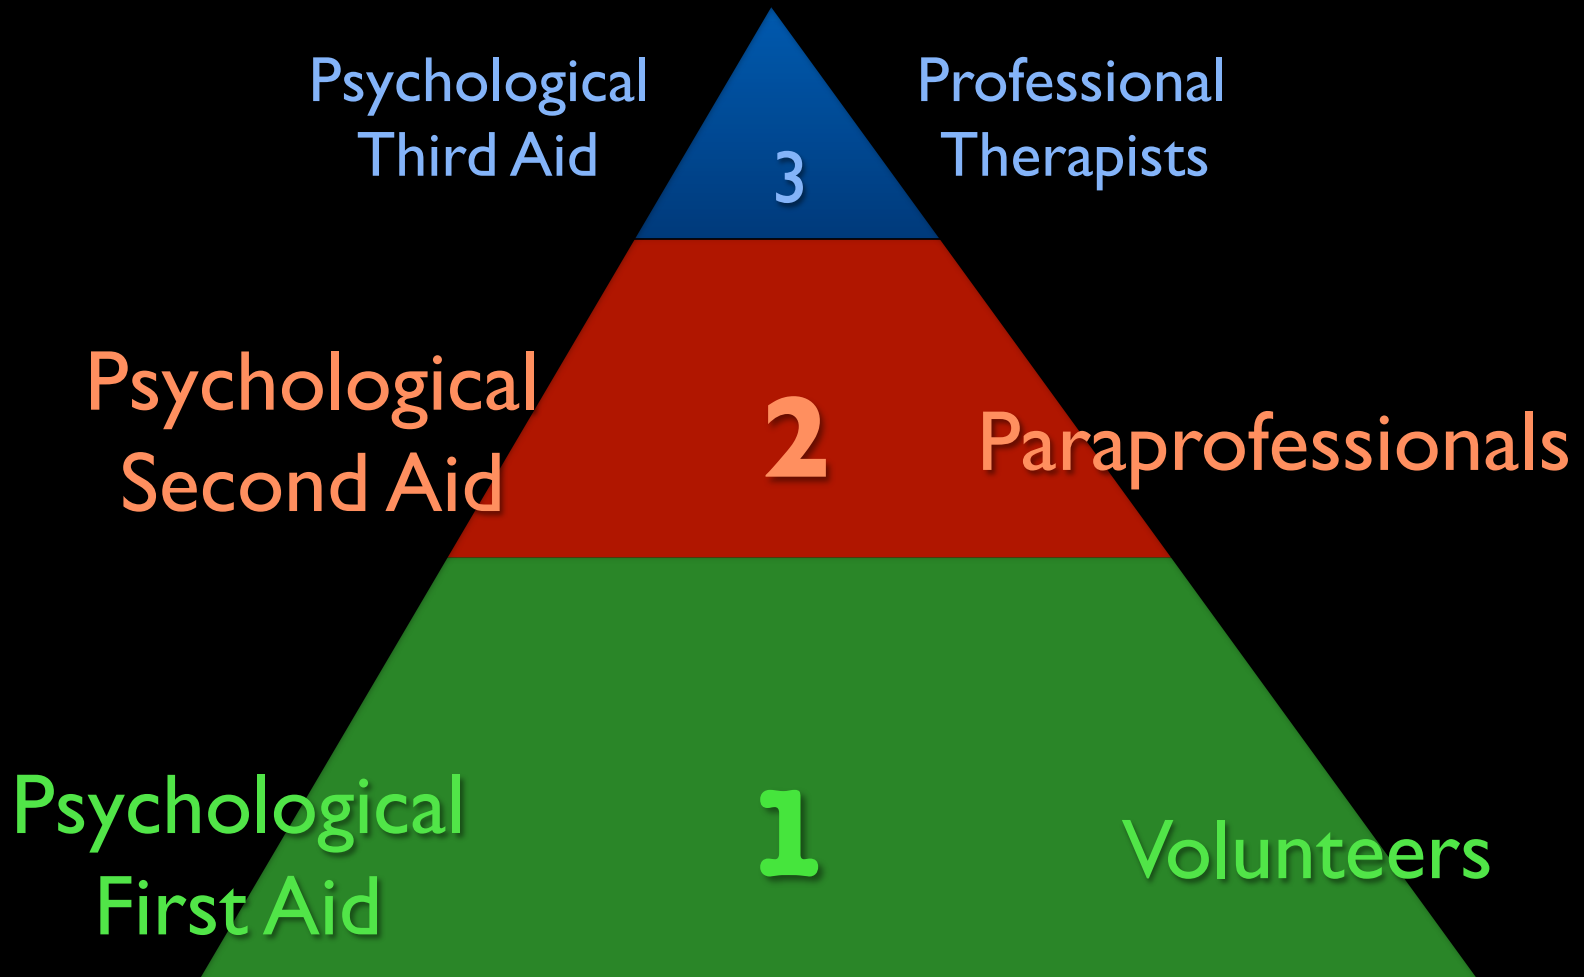 Psychological
Third Aid
3
Professional
Therapists
Psychological
Second Aid
2
Paraprofessionals
Psychological
First Aid
1
Volunteers